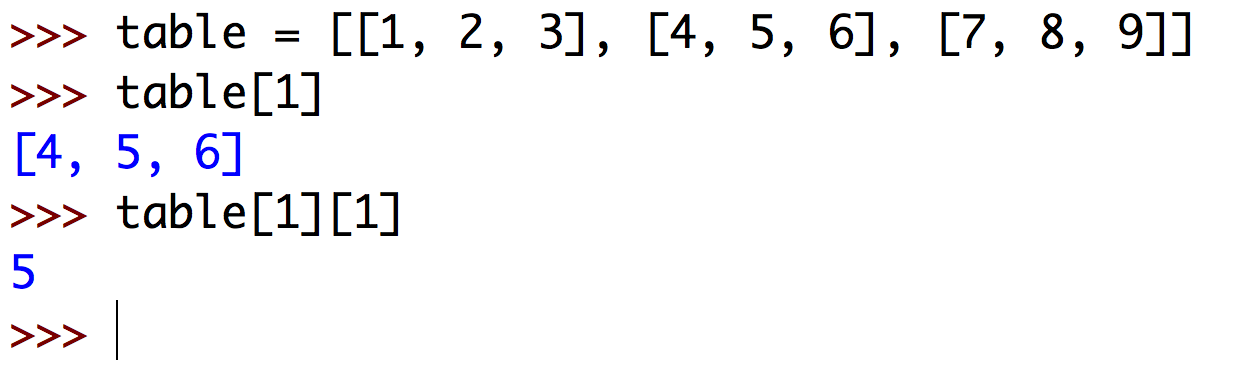 >>> table = [[1, 2, 3], [4, 5, 6], [7, 8, 9]]
>>> table[1]
[4, 5, 6]
>>> table[1][1]
5
>>>